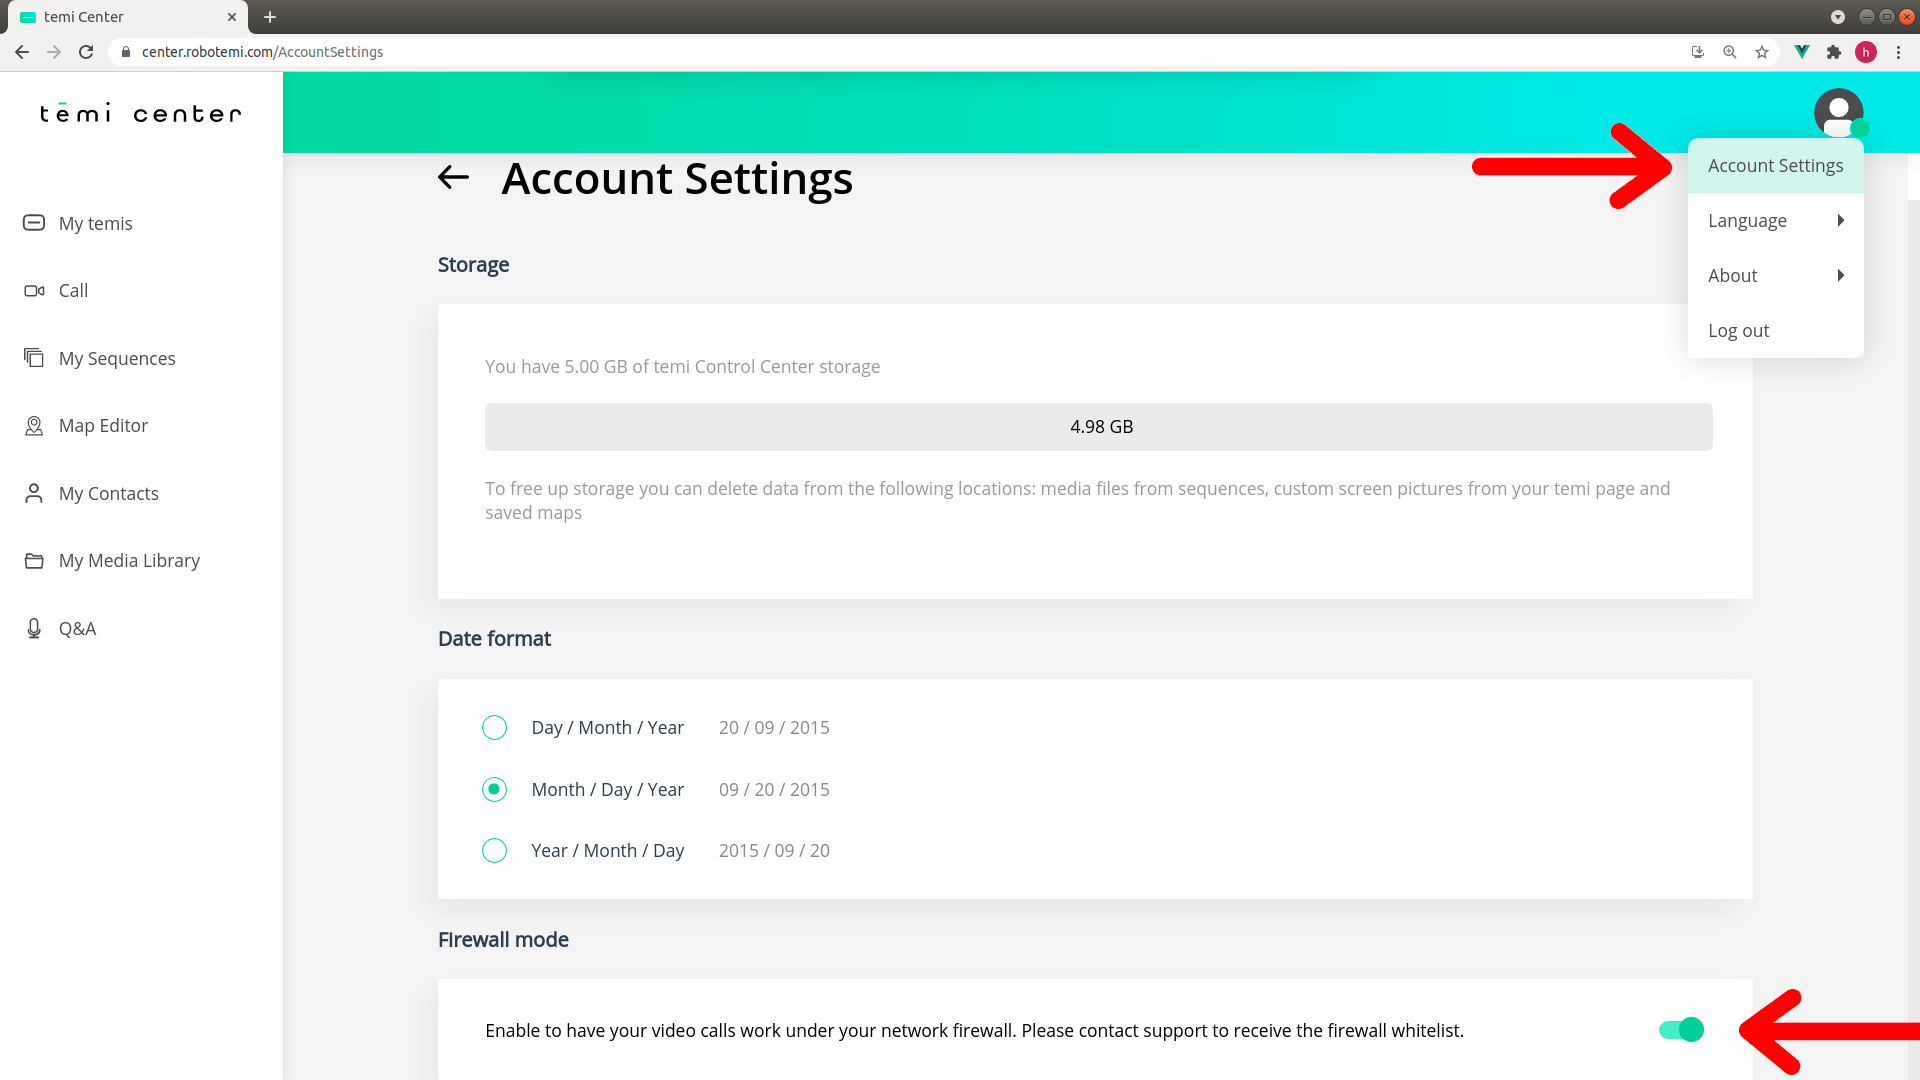 temi Center
center.robotemi.com/AccountSettings
h
temi center
My temis
Call
My Sequences
Map Editor
My Contacts
My Media Library
Q&A
Account Settings
Language
About
Log out
Account Settings
Storage
You have 5.00 GB of temi Control Center storage
4.98 GB
To free up storage you can delete data from the following locations: media files from sequences, custom screen pictures from your temi page and
saved maps
Date format
Day / Month / Year 20 / 09 / 2015
Month / Day / Year 09 / 20 / 2015
Year / Month / Day 2015 / 09 / 20
Firewall mode
Enable to have your video calls work under your network firewall. Please contact support to receive the firewall whitelist.